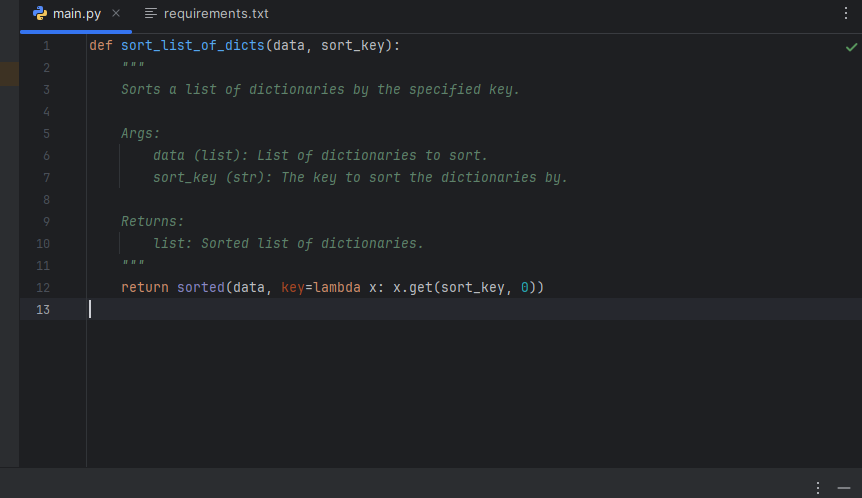 main.py requirements.txt
1 def sort_list_of_dicts(data, sort_key):
2     """
3     Sorts a list of dictionaries by the specified key.
4
5     Args:
6         data (list): List of dictionaries to sort.
7         sort_key (str): The key to sort the dictionaries by.
8
9     Returns:
10         list: Sorted list of dictionaries.
11     """
12     return sorted(data, key=lambda x: x.get(sort_key, 0))
13